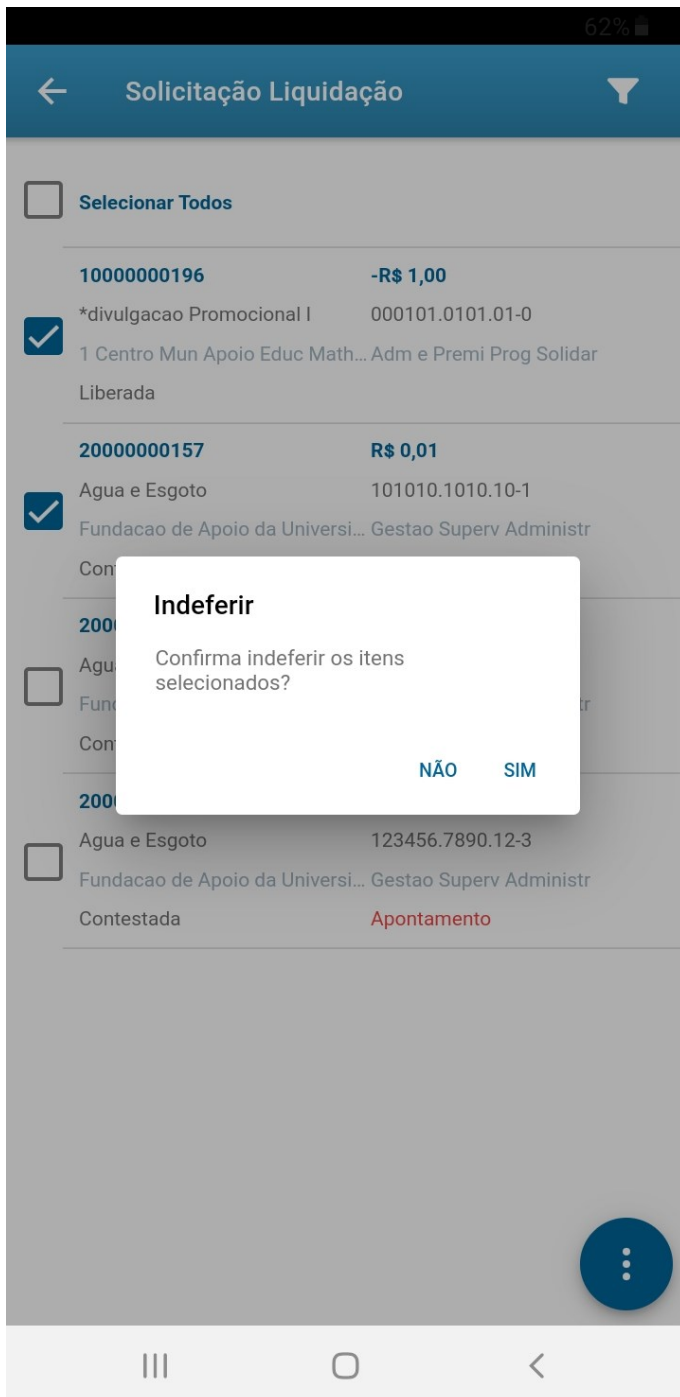 62%
Solicitação Liquidação
Selecionar Todos
10000000196 -R$ 1,00
*divulgacao Promocional I 000101.0101.01-0
1 Centro Mun Apoio Educ Math... Adm e Premi Prog Solidar
Liberada
20000000157 R$ 0,01
Agua e Esgoto 101010.1010.10-1
Fundacao de Apoio da Universi... Gestao Superv Administr
Indeferir
Confirma indeferir os itens
selecionados?
NÃO SIM
Agua e Esgoto 123456.7890.12-3
Fundacao de Apoio da Universi... Gestao Superv Administr
Contestada Apontamento